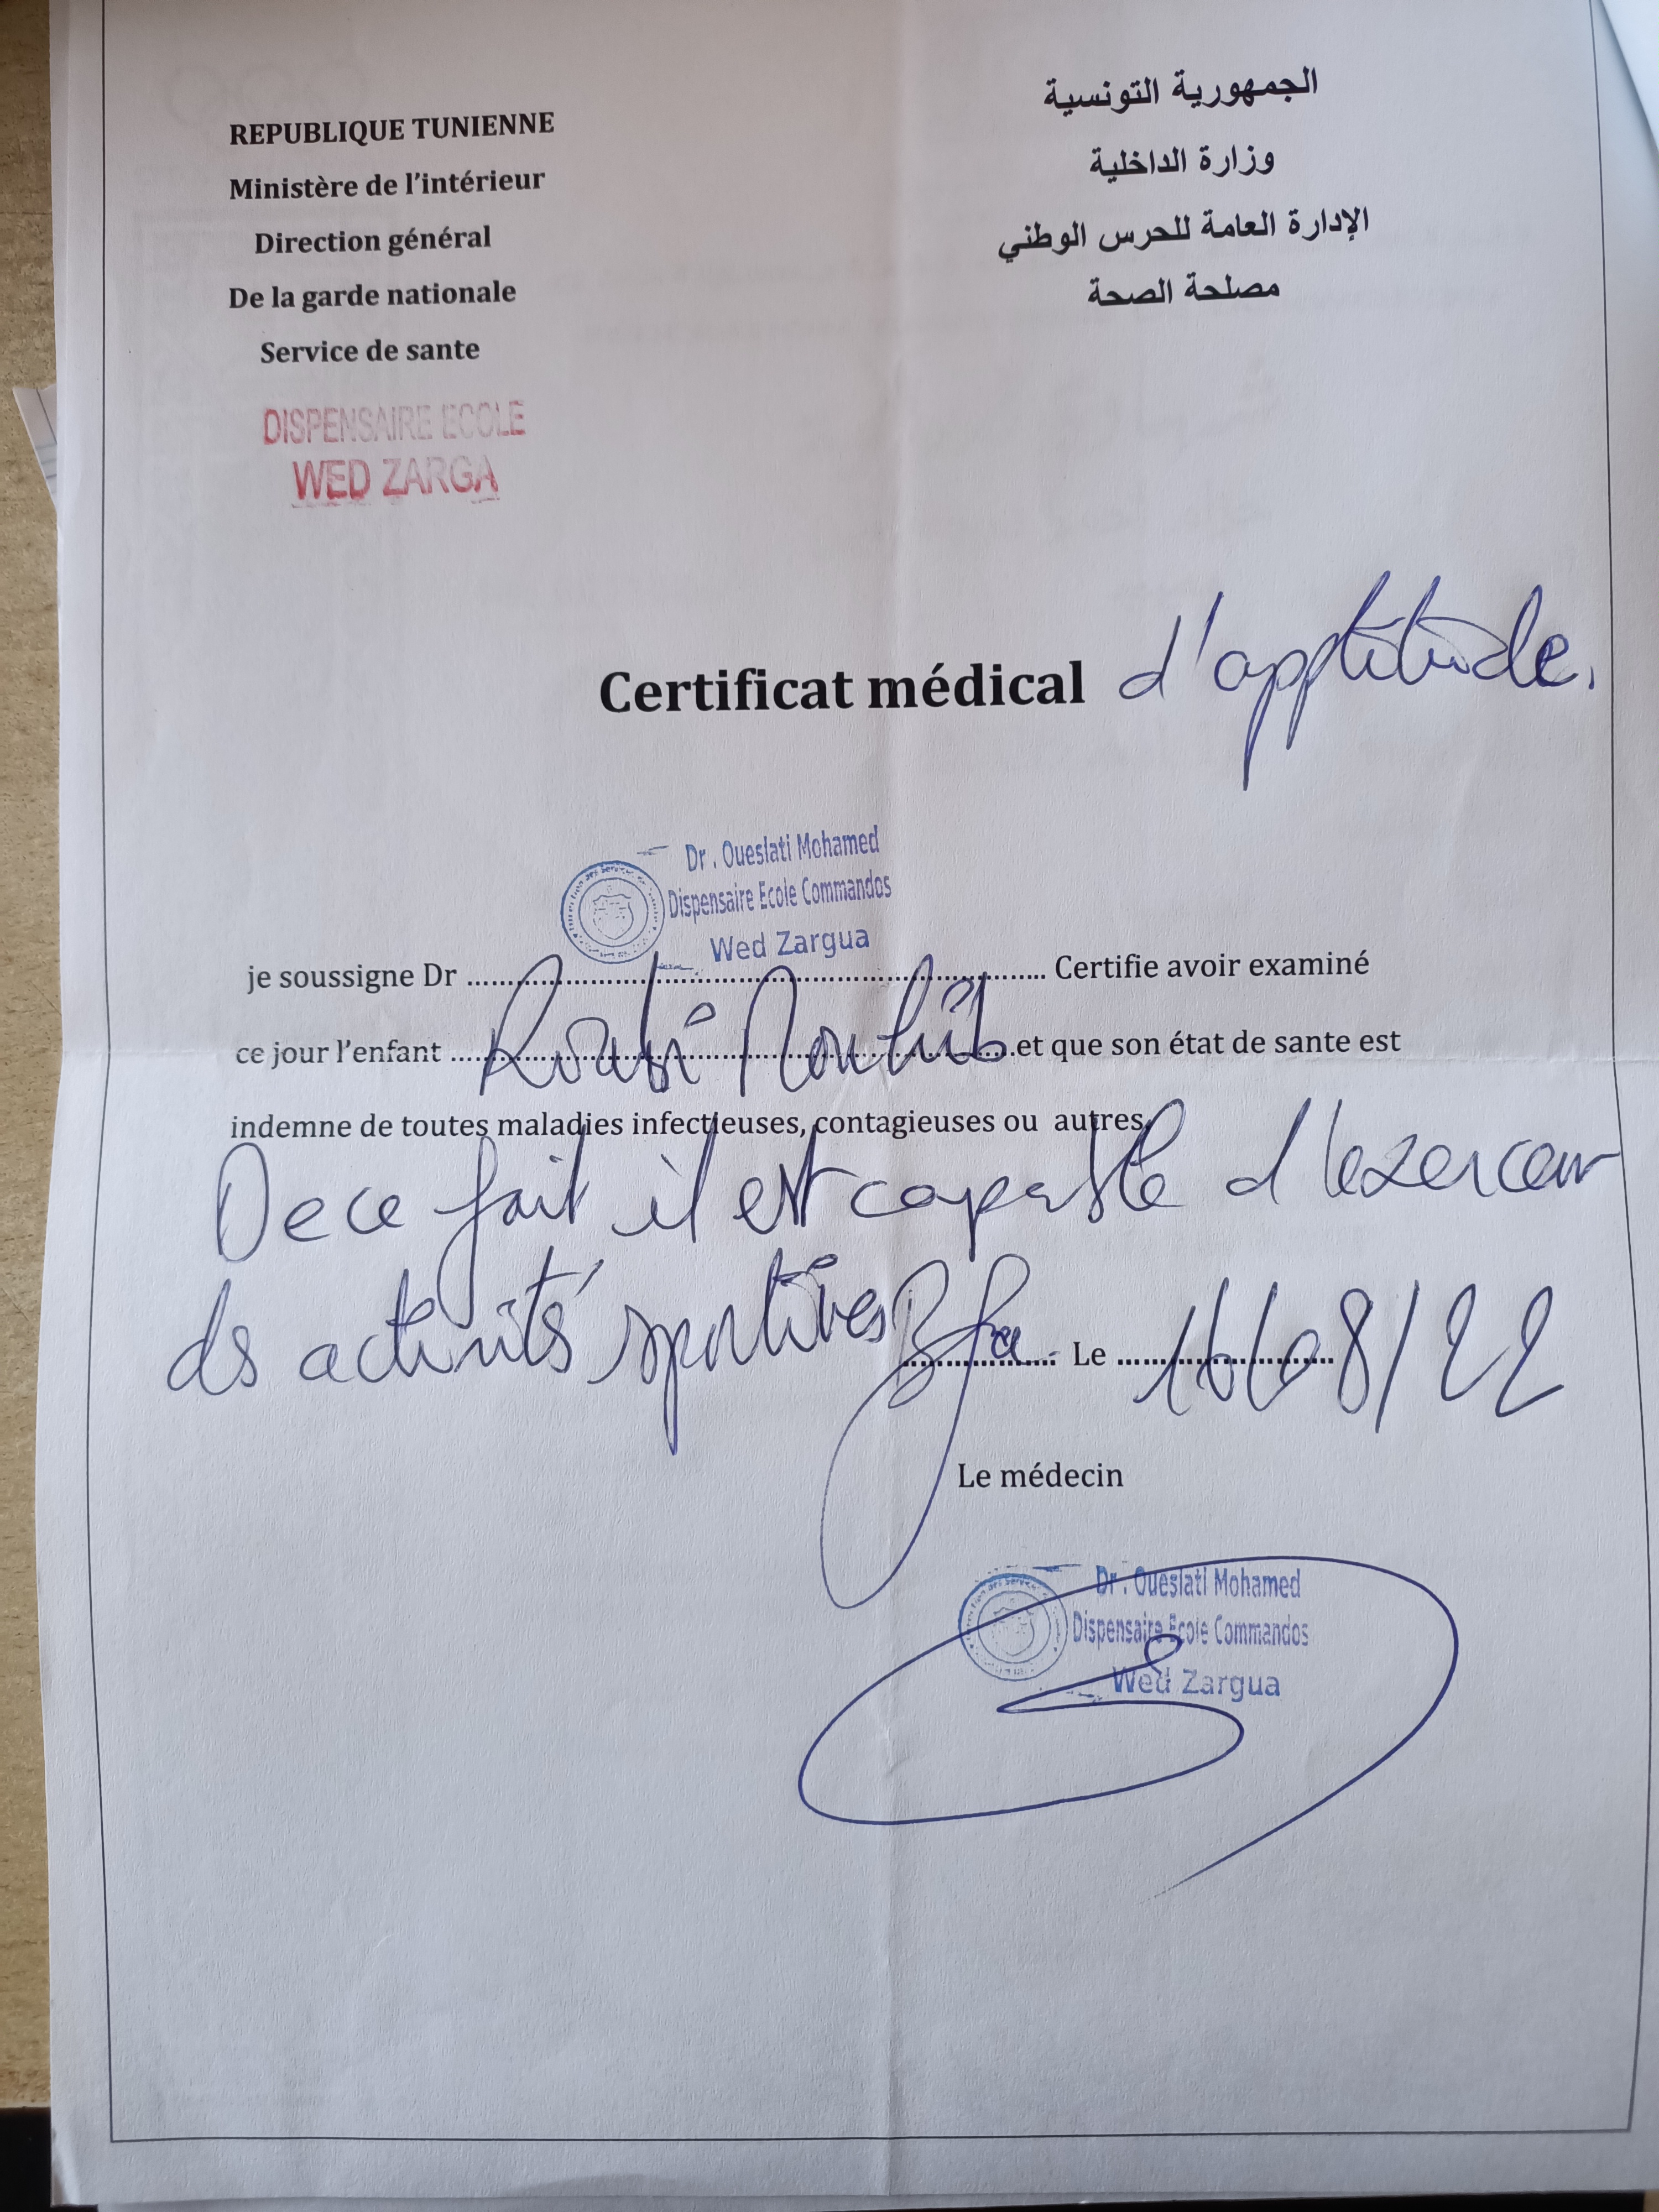 REPUBLIQUE TUNIENNE
Ministère de l'intérieur
Direction général
De la garde nationale
Service de sante
DISPENSAIRE ECOLE
WED ZARGA
الجمهورية التونسية
وزارة الداخلية
الإدارة العامة للحرس الوطني
مصلحة الصحة
Certificat médical d'apptitude.
Dr . Oueslati Mohamed
Dispensaire Ecole Commandos
Wed Zargua
je soussigne Dr .......... Certifie avoir examiné
ce jour l'enfant .......... et que son état de sante est
indemne de toutes maladies infectieuses, contagieuses ou autres.
De ce fait il est capable d'exercer
ds activités sportives .......... Le 16/08/22
Le médecin
Dr . Oueslati Mohamed
Dispensaire Ecole Commandos
Wed Zargua